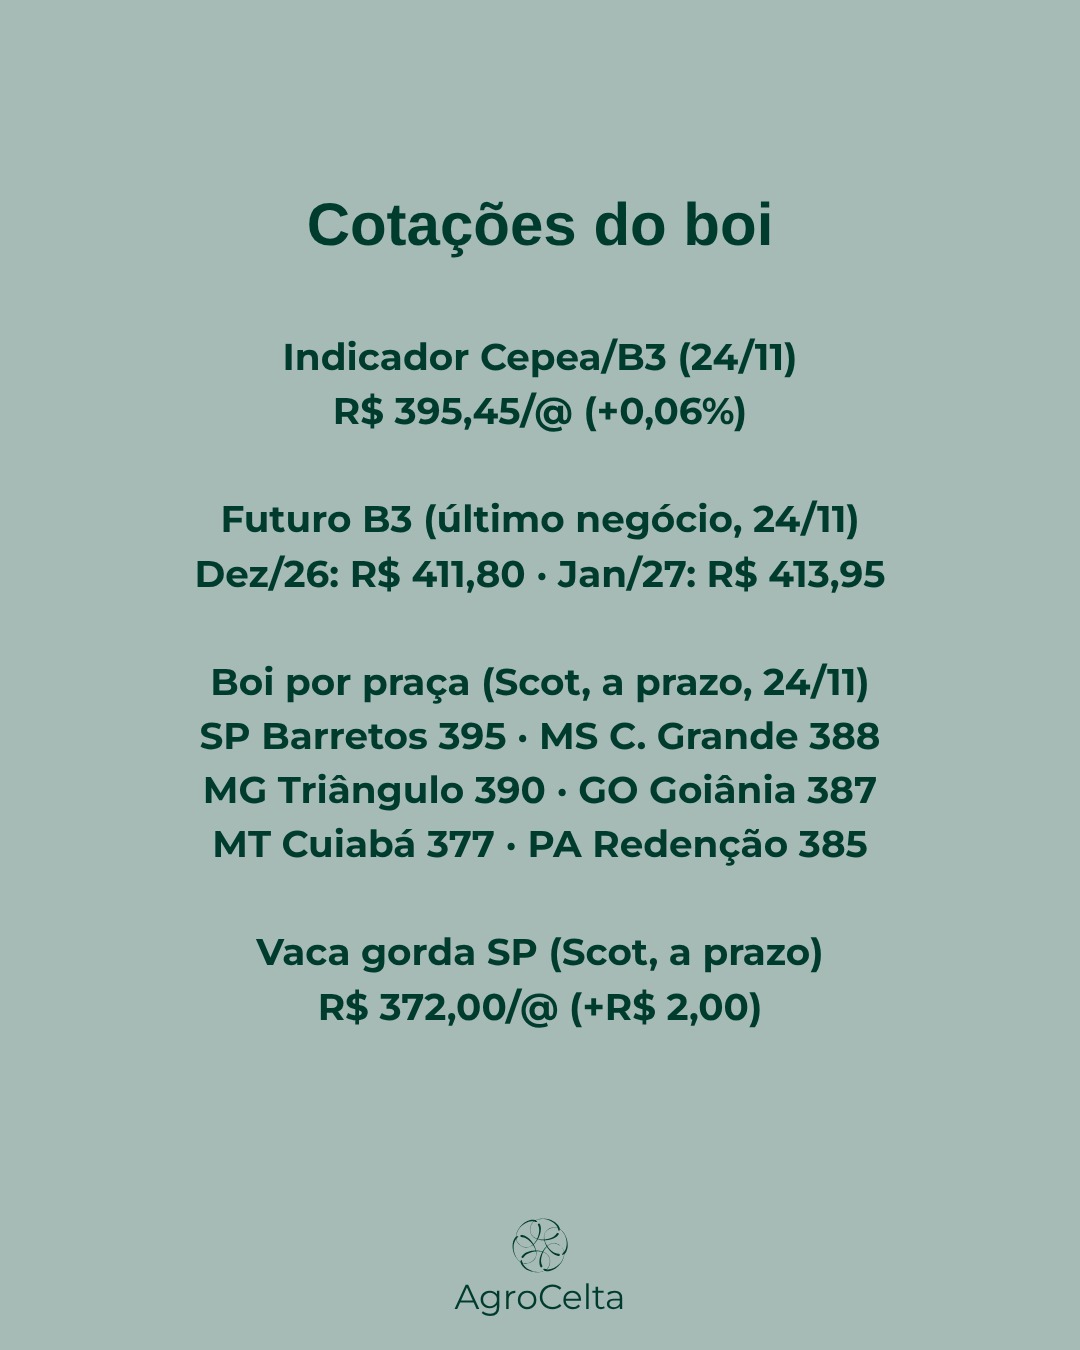 Cotações do boi
Indicador Cepea/B3 (24/11)
R$ 395,45/@ (+0,06%)
Futuro B3 (último negócio, 24/11)
Dez/26: R$ 411,80 · Jan/27: R$ 413,95
Boi por praça (Scot, a prazo, 24/11)
SP Barretos 395 · MS C. Grande 388
MG Triângulo 390 · GO Goiânia 387
MT Cuiabá 377 · PA Redenção 385
Vaca gorda SP (Scot, a prazo)
R$ 372,00/@ (+R$ 2,00)
AgroCelta